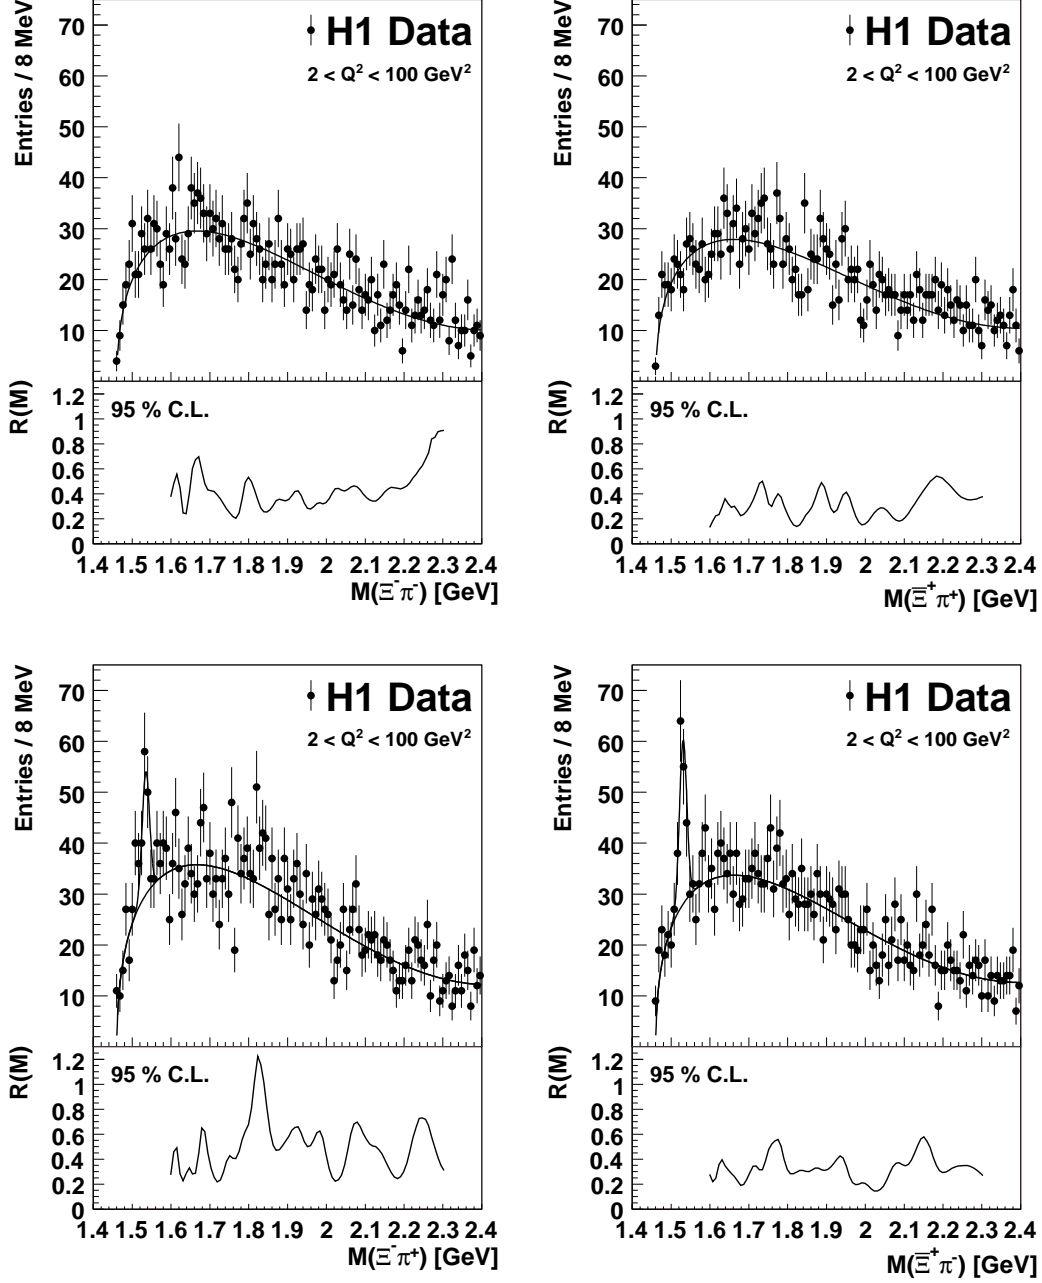 70
60
50
40
30
20
10
Entries / 8 MeV
H1 Data
2 < Q² < 100 GeV²
1.2
1
0.8
0.6
0.4
0.2
0
R(M)
95 % C.L.
1.4 1.5 1.6 1.7 1.8 1.9 2 2.1 2.2 2.3 2.4
M(Ξ⁻π⁻) [GeV]
70
60
50
40
30
20
10
Entries / 8 MeV
H1 Data
2 < Q² < 100 GeV²
1.2
1
0.8
0.6
0.4
0.2
0
R(M)
95 % C.L.
1.4 1.5 1.6 1.7 1.8 1.9 2 2.1 2.2 2.3 2.4
M(Ξ̅⁺π⁺) [GeV]
70
60
50
40
30
20
10
Entries / 8 MeV
H1 Data
2 < Q² < 100 GeV²
1.2
1
0.8
0.6
0.4
0.2
0
R(M)
95 % C.L.
1.4 1.5 1.6 1.7 1.8 1.9 2 2.1 2.2 2.3 2.4
M(Ξ⁻π⁺) [GeV]
70
60
50
40
30
20
10
Entries / 8 MeV
H1 Data
2 < Q² < 100 GeV²
1.2
1
0.8
0.6
0.4
0.2
0
R(M)
95 % C.L.
1.4 1.5 1.6 1.7 1.8 1.9 2 2.1 2.2 2.3 2.4
M(Ξ̅⁺π⁻) [GeV]